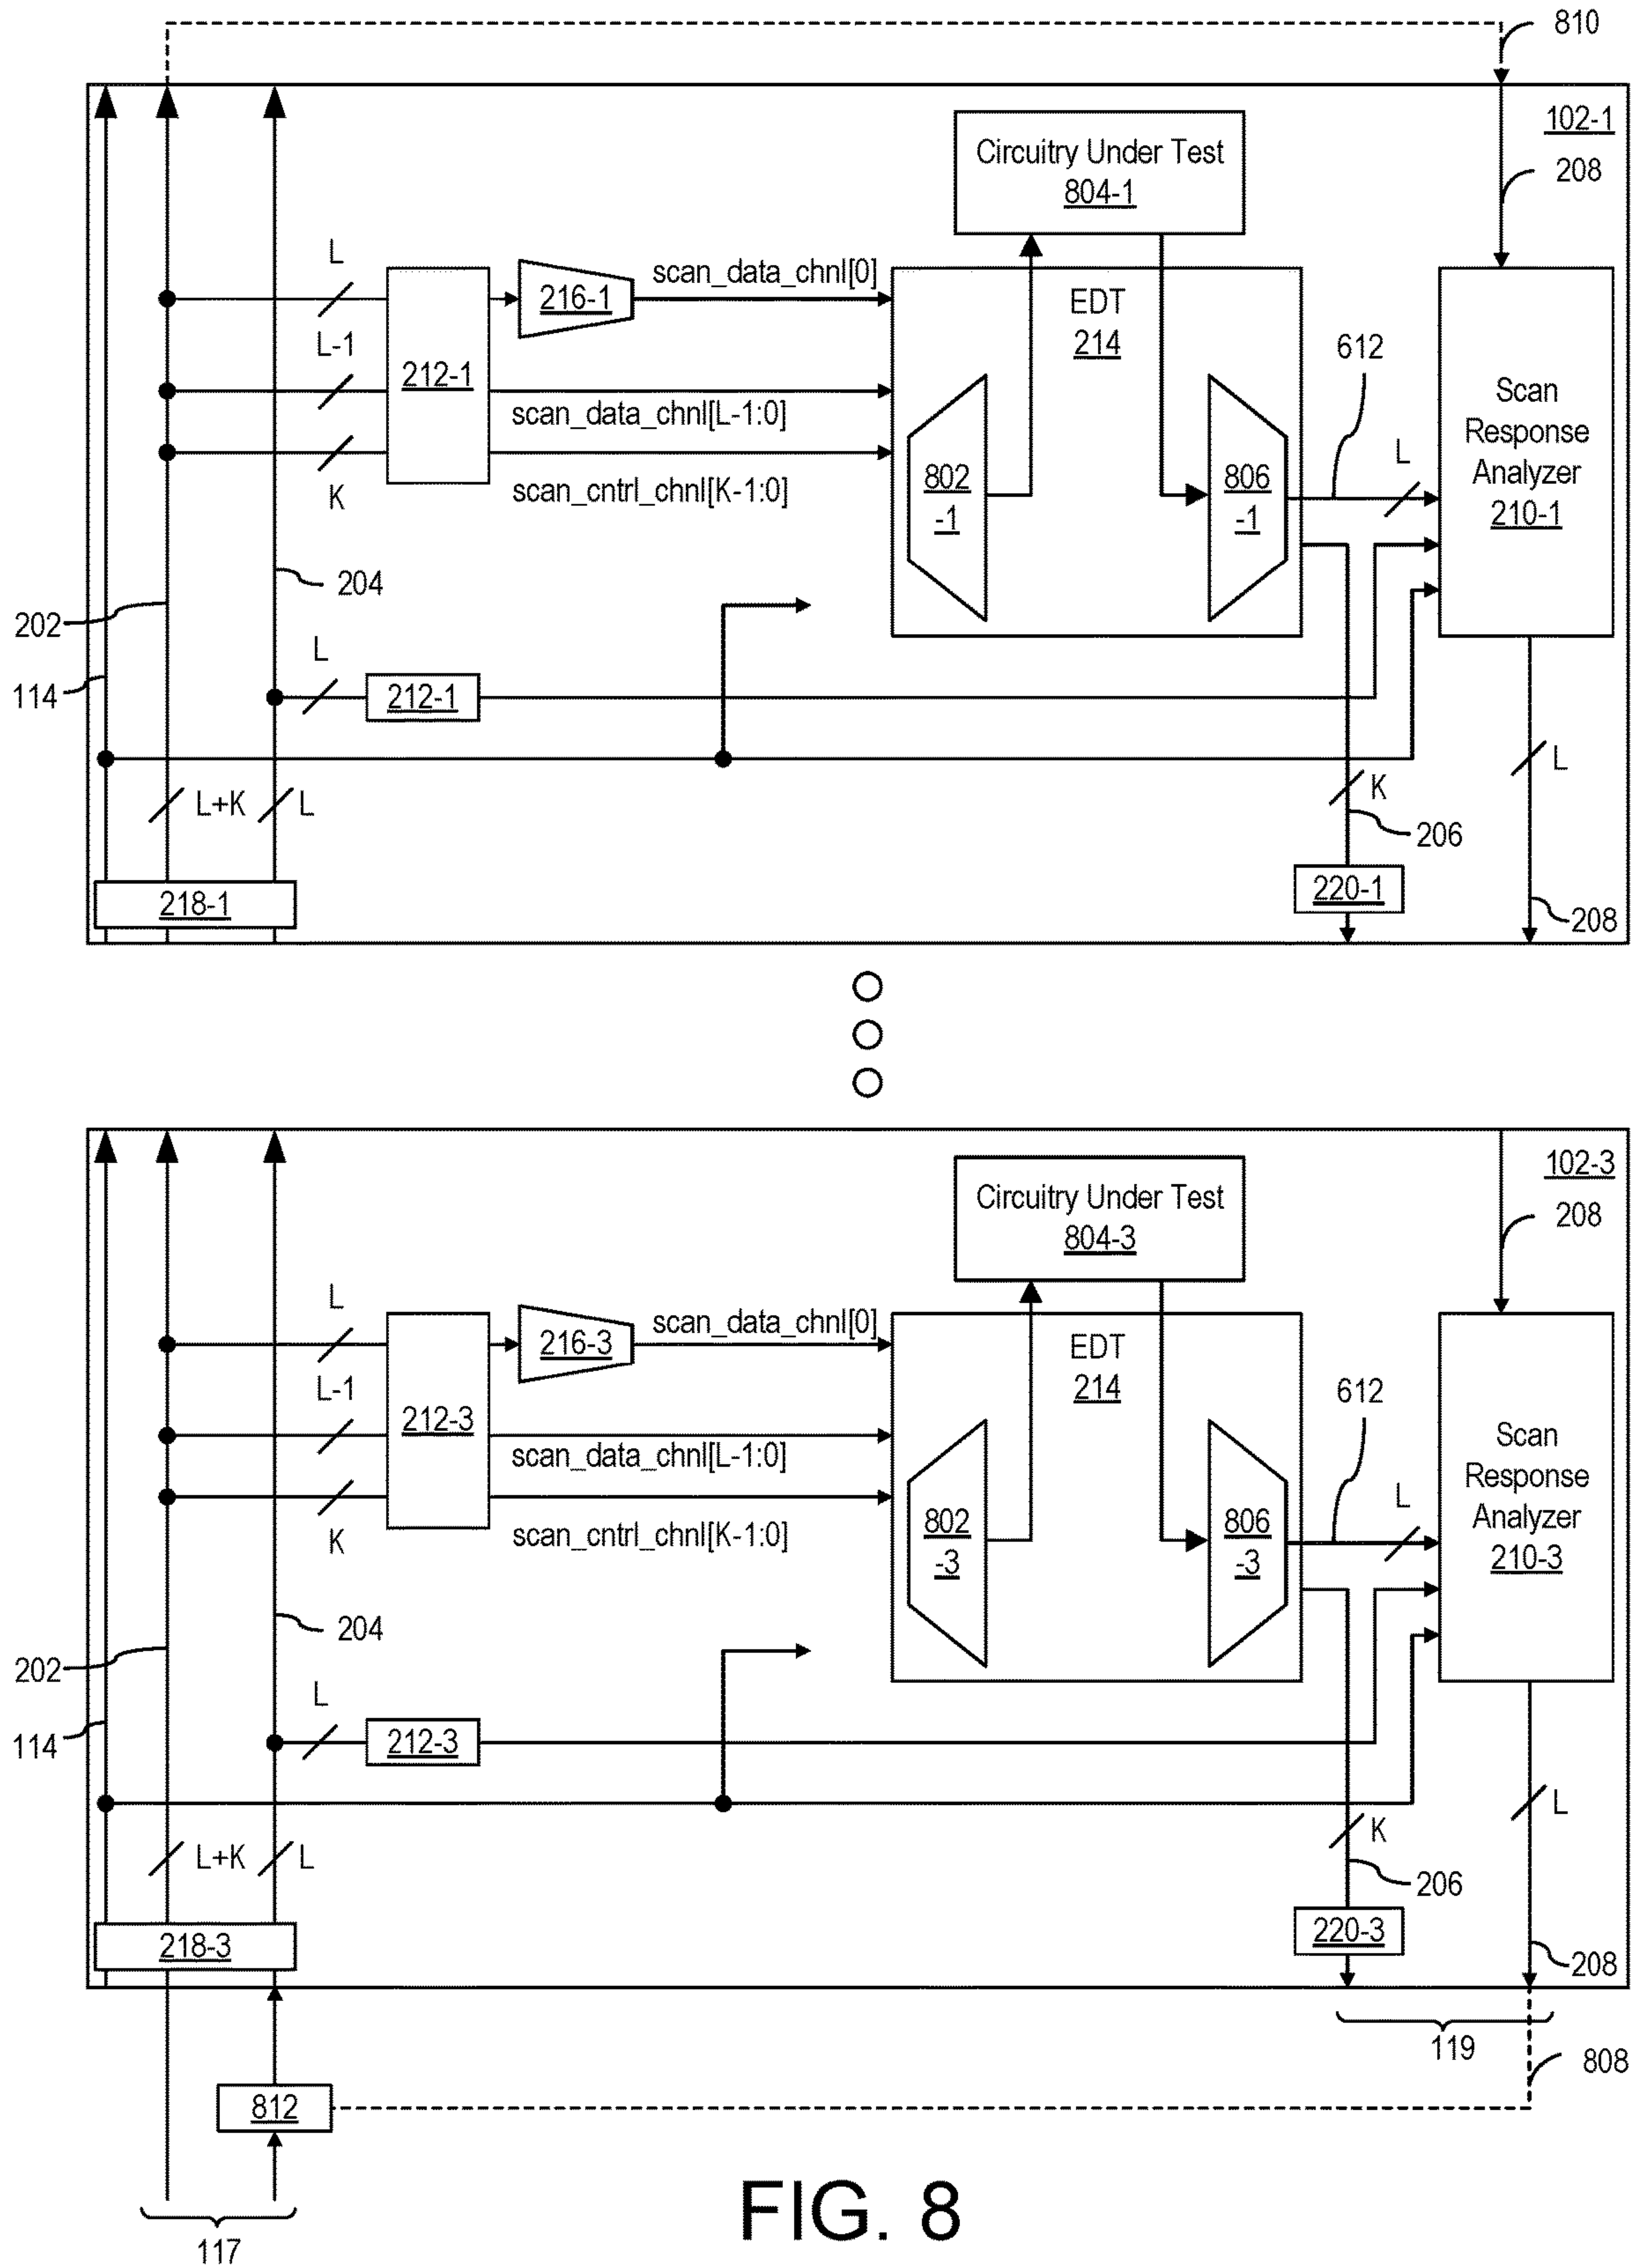 810
102-1
208
Circuitry Under Test
804-1
L
216-1
scan_data_chnl[0]
EDT
214
L-1
212-1
scan_data_chnl[L-1:0]
K
scan_cntrl_chnl[K-1:0]
802
-1
806
-1
612
L
Scan
Response
Analyzer
210-1
204
202
114
L
212-1
L+K
L
K
206
L
218-1
220-1
208
102-3
208
Circuitry Under Test
804-3
L
216-3
scan_data_chnl[0]
EDT
214
L-1
212-3
scan_data_chnl[L-1:0]
K
scan_cntrl_chnl[K-1:0]
802
-3
806
-3
612
L
Scan
Response
Analyzer
210-3
204
202
114
L
212-3
L+K
L
K
206
L
218-3
220-3
208
119
808
812
117
FIG. 8